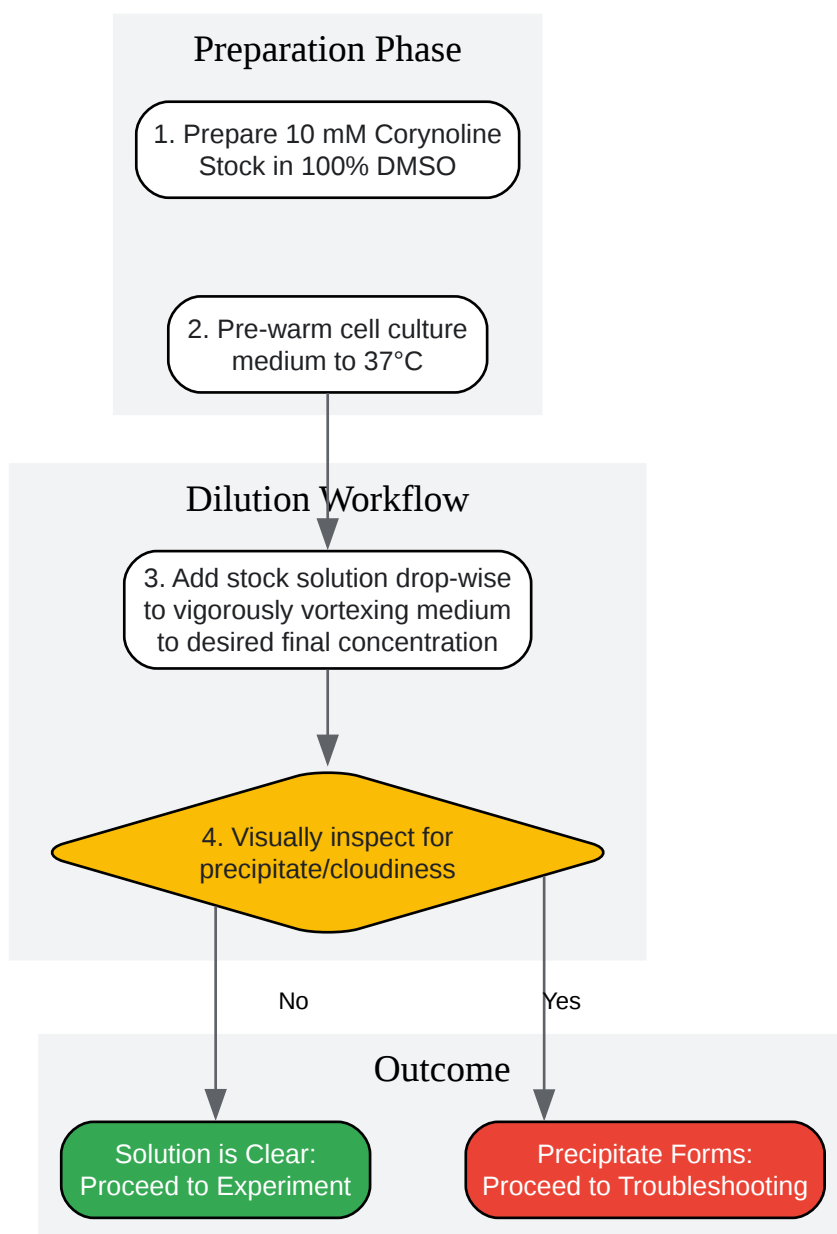 Preparation Phase
1. Prepare 10 mM Corynoline
Stock in 100% DMSO
2. Pre-warm cell culture
medium to 37°C
Dilution Workflow
3. Add stock solution drop-wise
to vigorously vortexing medium
to desired final concentration
4. Visually inspect for
precipitate/cloudiness
No
Yes
Outcome
Solution is Clear:
Proceed to Experiment
Precipitate Forms:
Proceed to Troubleshooting